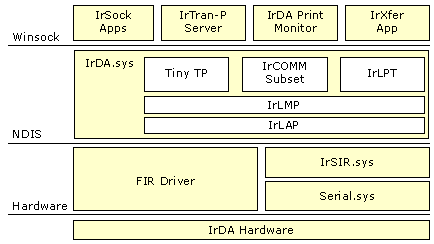 IrSock
Apps
IrTran-P
Server
IrDA Print
Monitor
IrXfer
App
Winsock
IrDA.sys
Tiny TP
IrCOMM
Subset
IrLPT
IrLMP
IrLAP
NDIS
FIR Driver
IrSIR.sys
Serial.sys
Hardware
IrDA Hardware